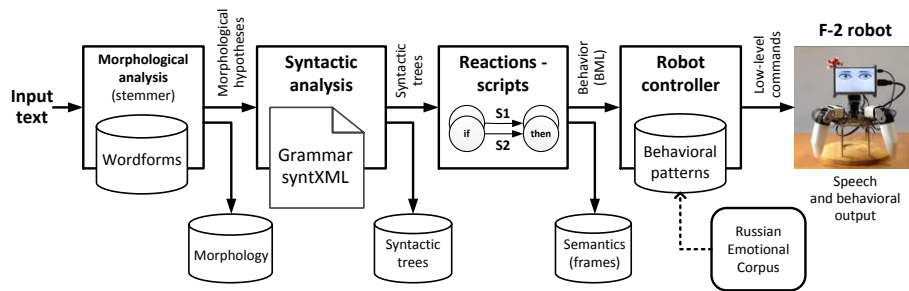 F-2 robot
Morphological
analysis
(stemmer)
Wordforms
Morphological
hypotheses
Syntactic
analysis
Grammar
syntXML
Syntactic
trees
Reactions -
scripts
S1
if
then
S2
Behavior
(BML)
Robot
controller
Behavioral
patterns
Low-level
commands
Input
text
Speech
and behavioral
output
Morphology
Syntactic
trees
Semantics
(frames)
Russian
Emotional
Corpus